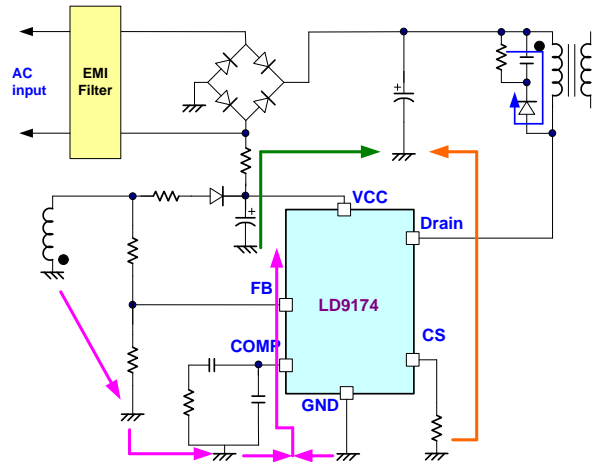 AC
input
EMI
Filter
+
+
VCC
Drain
FB
LD9174
CS
COMP
GND